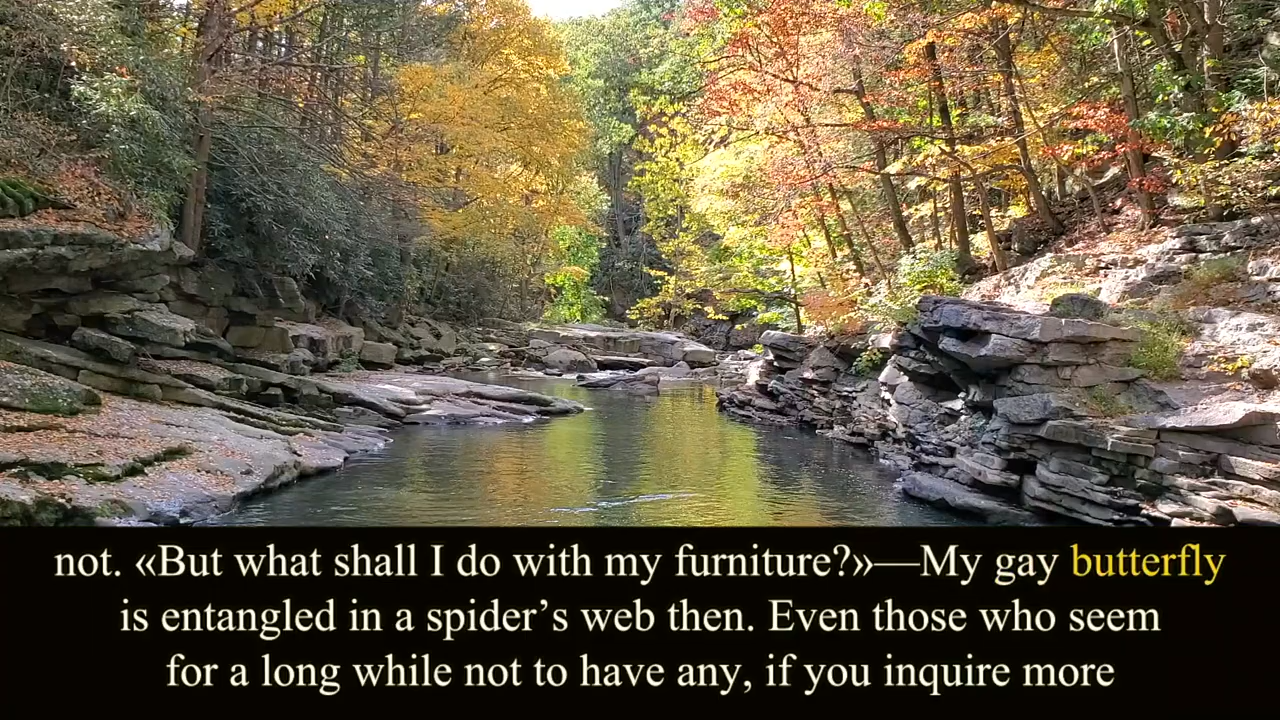 not. «But what shall I do with my furniture?»—My gay butterfly
is entangled in a spider’s web then. Even those who seem
for a long while not to have any, if you inquire more